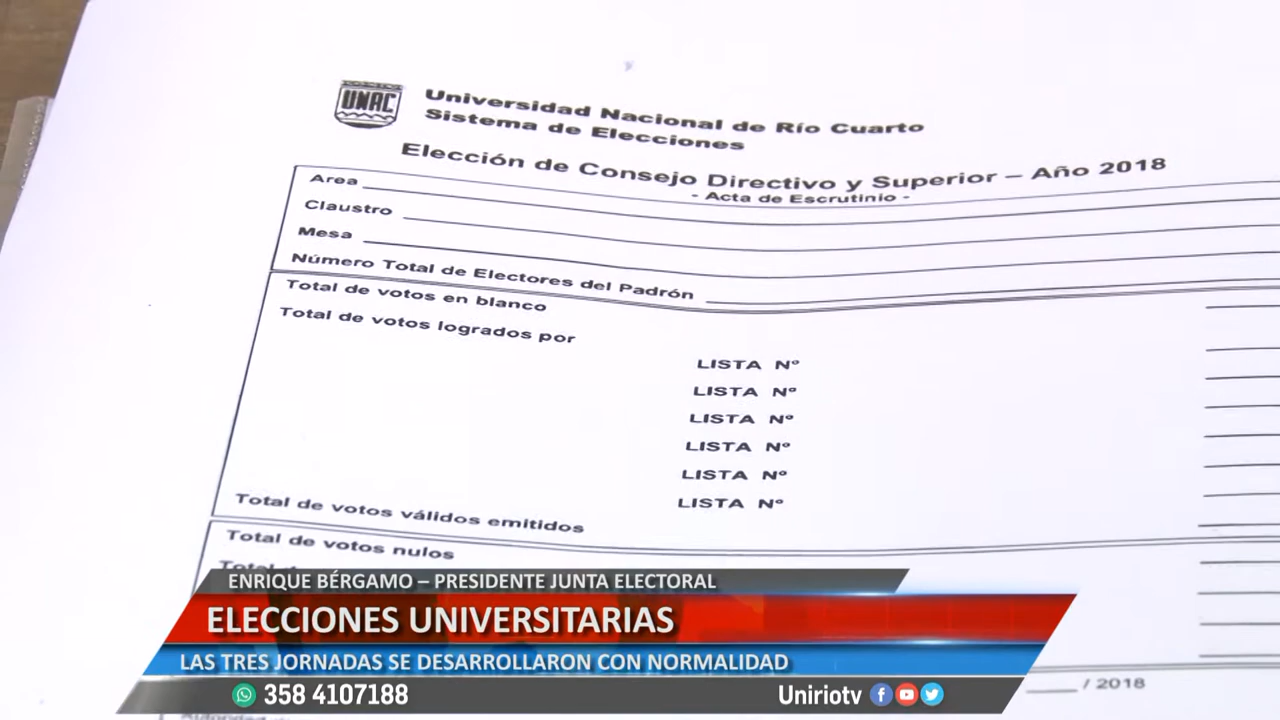 UNRC
Universidad Nacional de Río Cuarto
Sistema de Elecciones
Elección de Consejo Directivo y Superior – Año 2018
- Acta de Escrutinio -
Area
Claustro
Mesa
Número Total de Electores del Padrón
Total de votos en blanco
Total de votos logrados por
LISTA Nº
LISTA Nº
LISTA Nº
LISTA Nº
LISTA Nº
LISTA Nº
Total de votos válidos emitidos
Total de votos nulos
Total
ENRIQUE BÉRGAMO – PRESIDENTE JUNTA ELECTORAL
ELECCIONES UNIVERSITARIAS
LAS TRES JORNADAS SE DESARROLLARON CON NORMALIDAD
/ 2018
358 4107188
Uniriotv